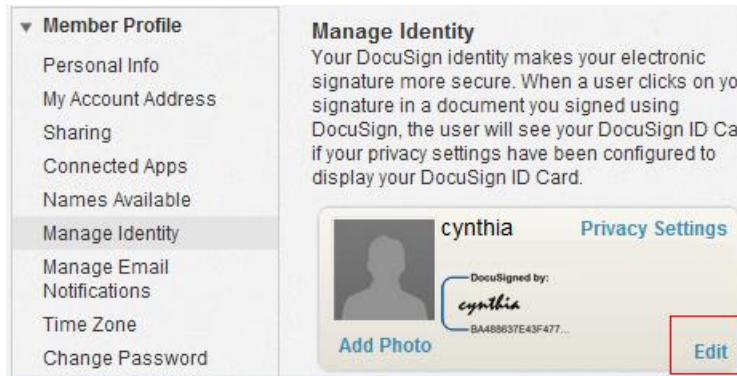 Member Profile
Personal Info
My Account Address
Sharing
Connected Apps
Names Available
Manage Identity
Manage Email
Notifications
Time Zone
Change Password
Manage Identity
Your DocuSign identity makes your electronic
signature more secure. When a user clicks on yo
signature in a document you signed using
DocuSign, the user will see your DocuSign ID Ca
if your privacy settings have been configured to
display your DocuSign ID Card.
cynthia
Privacy Settings
DocuSigned by:
cynthia
BA488637E43F477...
Add Photo
Edit